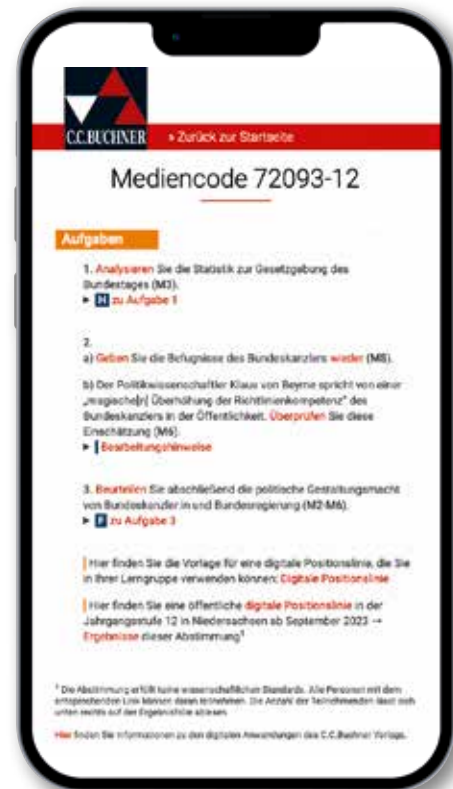 C.C.BUCHNER
» Zurück zur Startseite
Mediencode 72093-12
Aufgaben
1. Analysieren Sie die Statistik zur Gesetzgebung des
Bundestages (M3).
▸ H zu Aufgabe 1
2.
a) Geben Sie die Befugnisse des Bundeskanzlers wieder (M5).
b) Der Politikwissenschaftler Klaus von Beyme spricht von einer
„magische[n] Überhöhung der Richtlinienkompetenz" des
Bundeskanzlers in der Öffentlichkeit. Überprüfen Sie diese
Einschätzung (M6).
▸ Bearbeitungshinweise
3. Beurteilen Sie abschließend die politische Gestaltungsmacht
von Bundeskanzler:in und Bundesregierung (M2-M6).
▸ F zu Aufgabe 3
Hier finden Sie die Vorlage für eine digitale Positionslinie, die Sie
in Ihrer Lerngruppe verwenden können: Digitale Positionslinie
Hier finden Sie eine öffentliche digitale Positionslinie in der
Jahrgangsstufe 12 in Niedersachsen ab September 2023 →
Ergebnisse dieser Abstimmung¹
¹ Die Abstimmung erfüllt keine wissenschaftlichen Standards. Alle Personen mit dem
entsprechenden Link können daran teilnehmen. Die Anzahl der Teilnehmenden lässt sich
unten rechts auf der Ergebnisfolie ablesen.
Hier finden Sie Informationen zu den digitalen Anwendungen des C.C.Buchner Verlags.